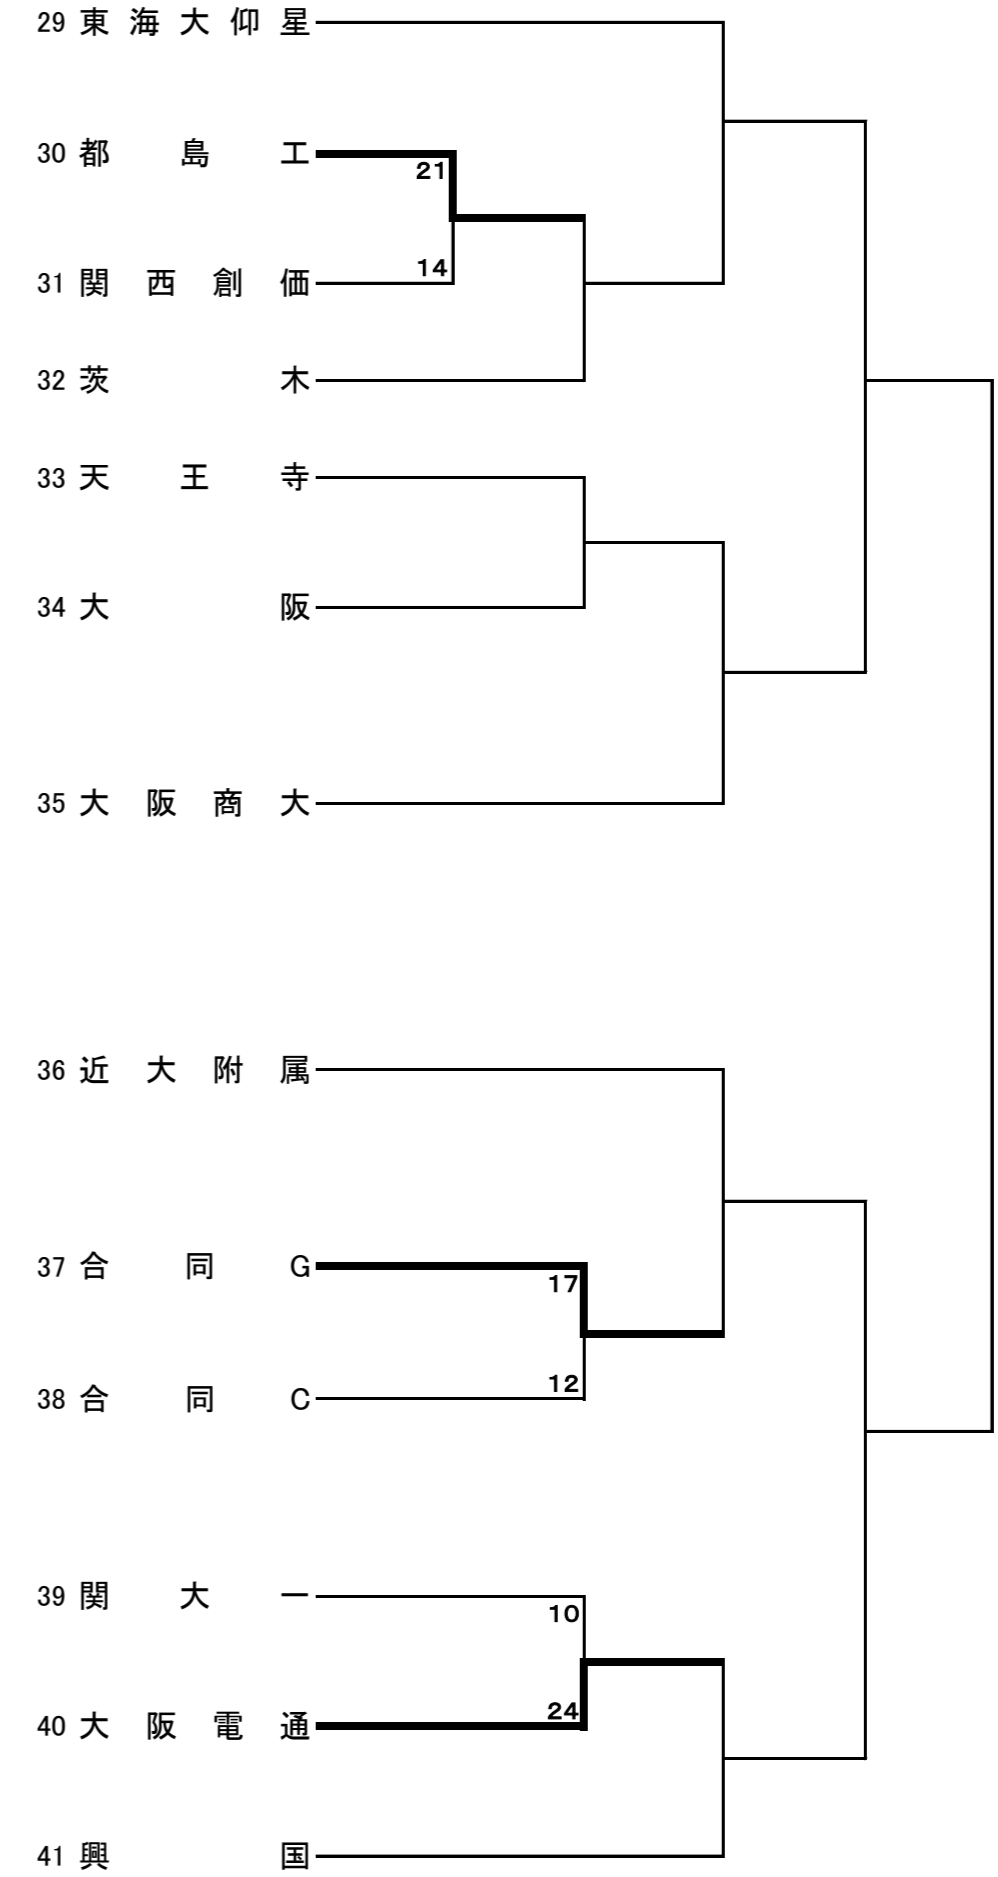 29 東海大仰星
30 都島工
21
14
31 関西創価
32 茨木
33 天王寺
34 大阪
35 大阪商大
36 近大附属
37 合同G
17
12
38 合同C
39 関大一
10
24
40 大阪電通
41 興国